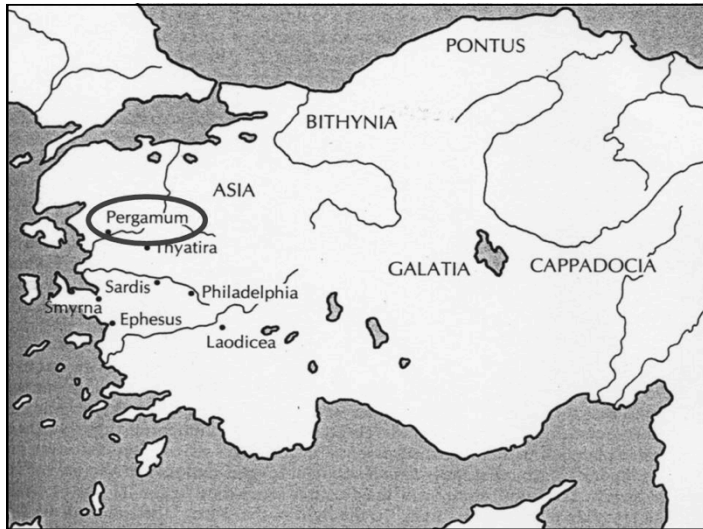 PONTUS
BITHYNIA
ASIA
Pergamum
Thyatira
GALATIA
CAPPADOCIA
Sardis
Philadelphia
Smyrna
Ephesus
Laodicea